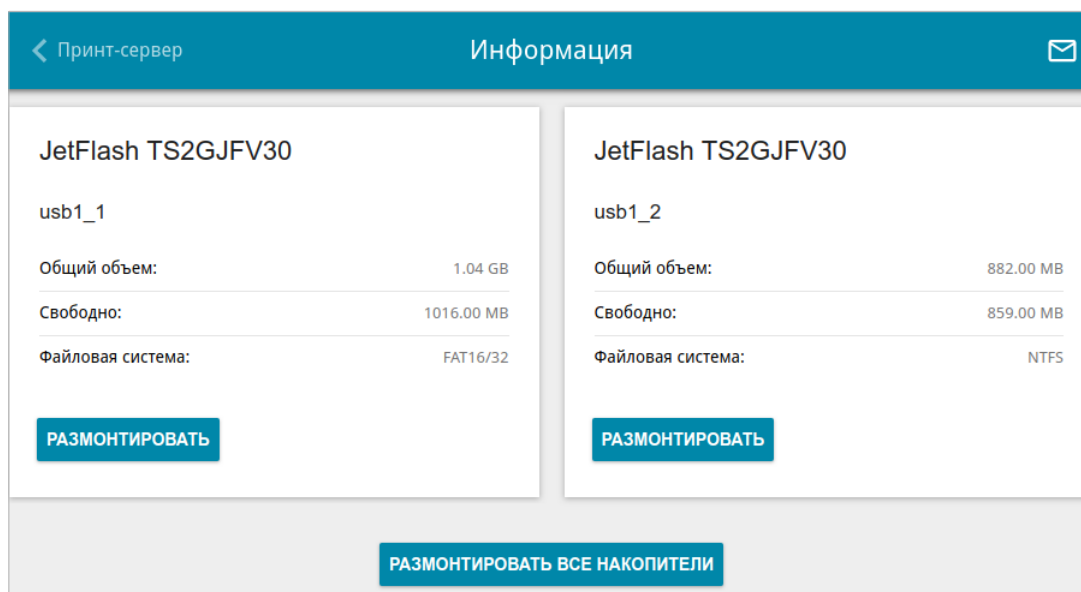 Принт-сервер
Информация
JetFlash TS2GJFV30
usb1_1
Общий объем: 1.04 GB
Свободно: 1016.00 MB
Файловая система: FAT16/32
РАЗМОНТИРОВАТЬ
JetFlash TS2GJFV30
usb1_2
Общий объем: 882.00 MB
Свободно: 859.00 MB
Файловая система: NTFS
РАЗМОНТИРОВАТЬ
РАЗМОНТИРОВАТЬ ВСЕ НАКОПИТЕЛИ